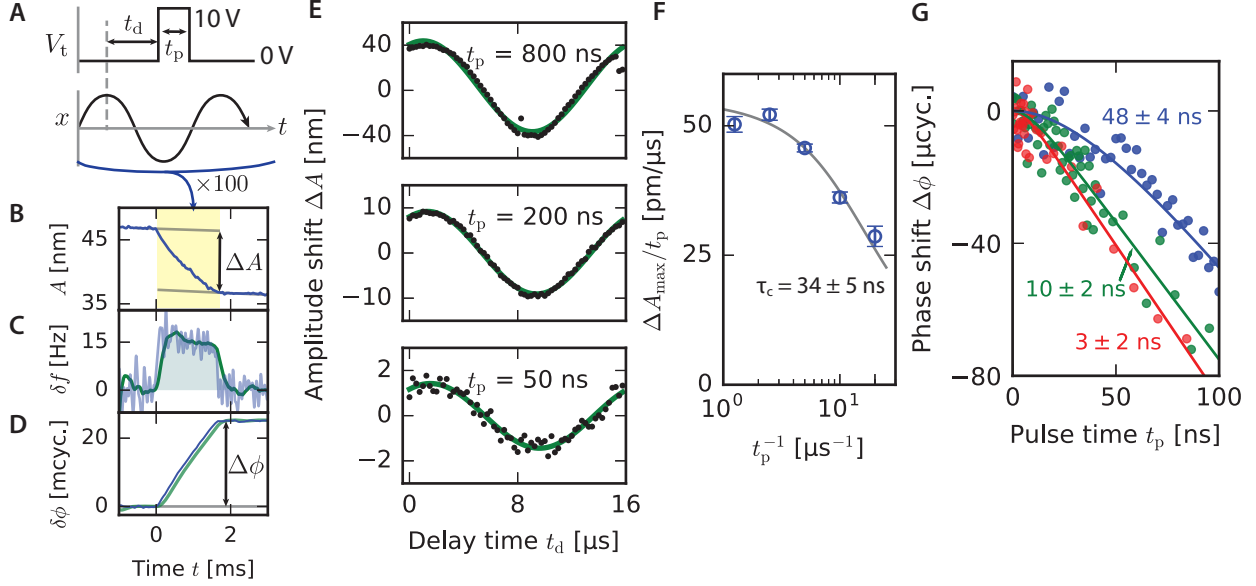 A
V_t
t_d
10 V
t_p
0 V
x
t
×100
B
A [nm]
45
35
ΔA
C
δf [Hz]
15
0
D
δϕ [mcyc.]
20
0
Δϕ
0
2
Time t [ms]
E
Amplitude shift ΔA [nm]
40
0
−40
t_p = 800 ns
10
0
−10
t_p = 200 ns
2
0
−2
t_p = 50 ns
0
8
16
Delay time t_d [µs]
F
ΔA_max/t_p [pm/µs]
50
25
0
τ_c = 34 ± 5 ns
10^0
10^1
t_p^−1 [µs^−1]
G
Phase shift Δϕ [µcyc.]
0
−40
−80
48 ± 4 ns
10 ± 2 ns
3 ± 2 ns
0
50
100
Pulse time t_p [ns]